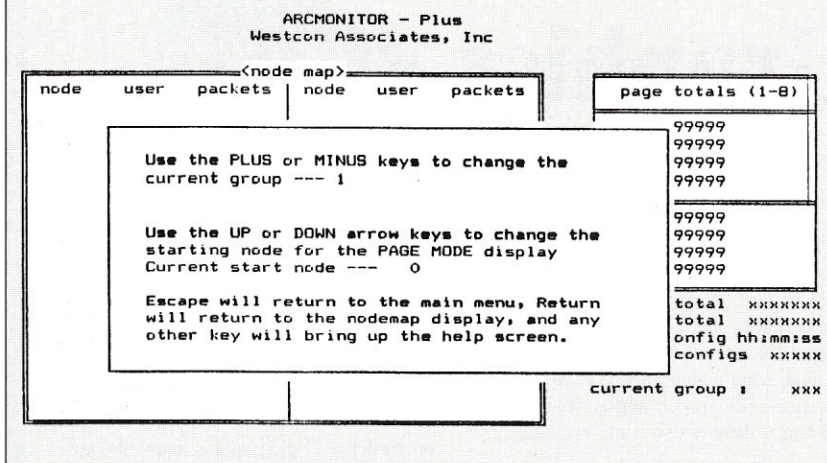 ARCMONITOR - Plus
Westcon Associates, Inc
<node map>
node user packets node user packets
page totals (1-8)
Use the PLUS or MINUS keys to change the
current group --- 1
Use the UP or DOWN arrow keys to change the
starting node for the PAGE MODE display
Current start node --- 0
Escape will return to the main menu, Return
will return to the nodemap display, and any
other key will bring up the help screen.
99999
99999
99999
99999
99999
99999
99999
99999
total xxxxxxx
total xxxxxxx
onfig hh:mm:ss
configs xxxxx
current group : xxx